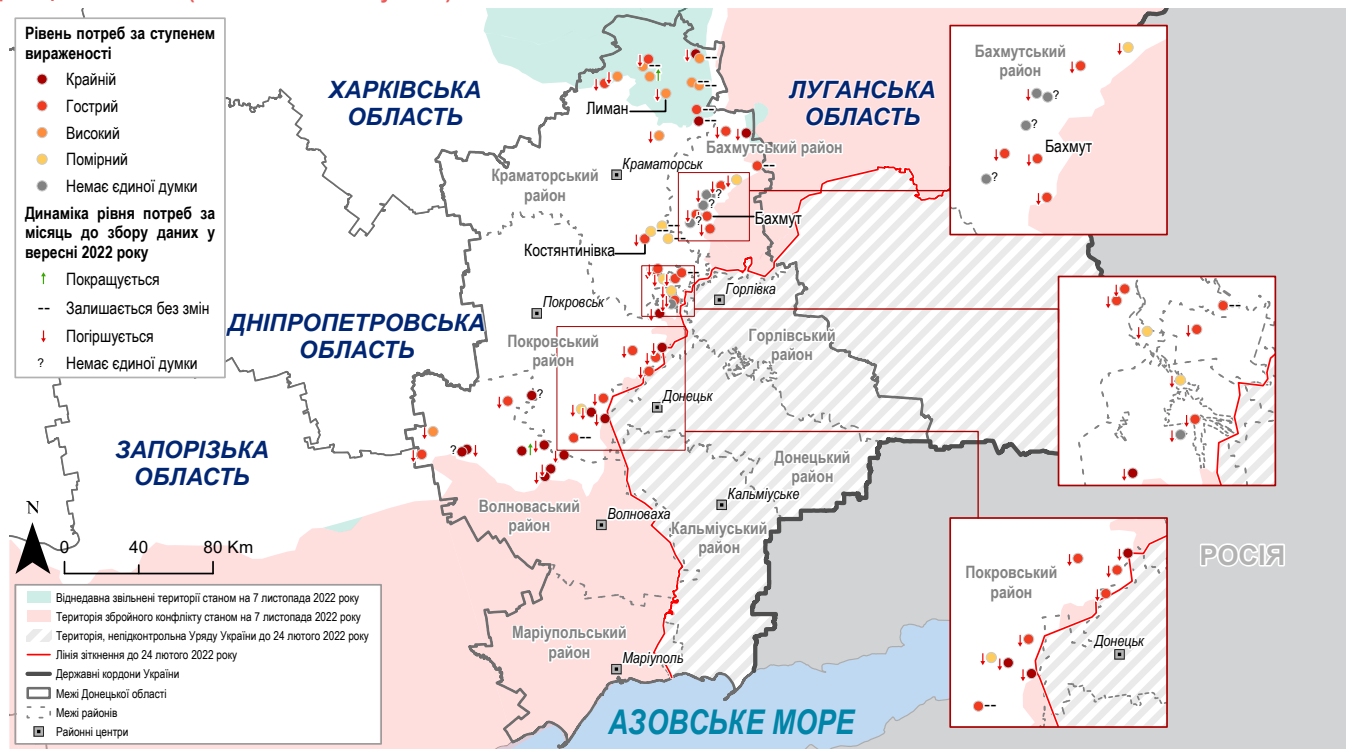 Рівень потреб за ступенем
вираженості
Крайній
Гострий
Високий
Помірний
Немає єдиної думки
Динаміка рівня потреб за
місяць до збору даних у
вересні 2022 року
Покращується
Залишається без змін
Погіршується
? Немає єдиної думки
ХАРКІВСЬКА
ОБЛАСТЬ
ЛУГАНСЬКА
ОБЛАСТЬ
ДНІПРОПЕТРОВСЬКА
ОБЛАСТЬ
ЗАПОРІЗЬКА
ОБЛАСТЬ
Лиман
Бахмутський район
Краматорськ
Краматорський
район
Бахмут
Костянтинівка
Горлівка
Покровськ
Покровський
район
Горлівський
район
Донецьк
Донецький
район
Кальміуське
Кальміуський
район
Волноваський
район
Волноваха
Маріупольський
район
Маріуполь
АЗОВСЬКЕ МОРЕ
РОСІЯ
Бахмутський
район
Бахмут
Покровський
район
Донецьк
N
0 40 80 Km
Віднедавна звільнені території станом на 7 листопада 2022 року
Територія збройного конфлікту станом на 7 листопада 2022 року
Територія, непідконтрольна Уряду України до 24 лютого 2022 року
Лінія зіткнення до 24 лютого 2022 року
Державні кордони України
Межі Донецької області
Межі районів
Районні центри